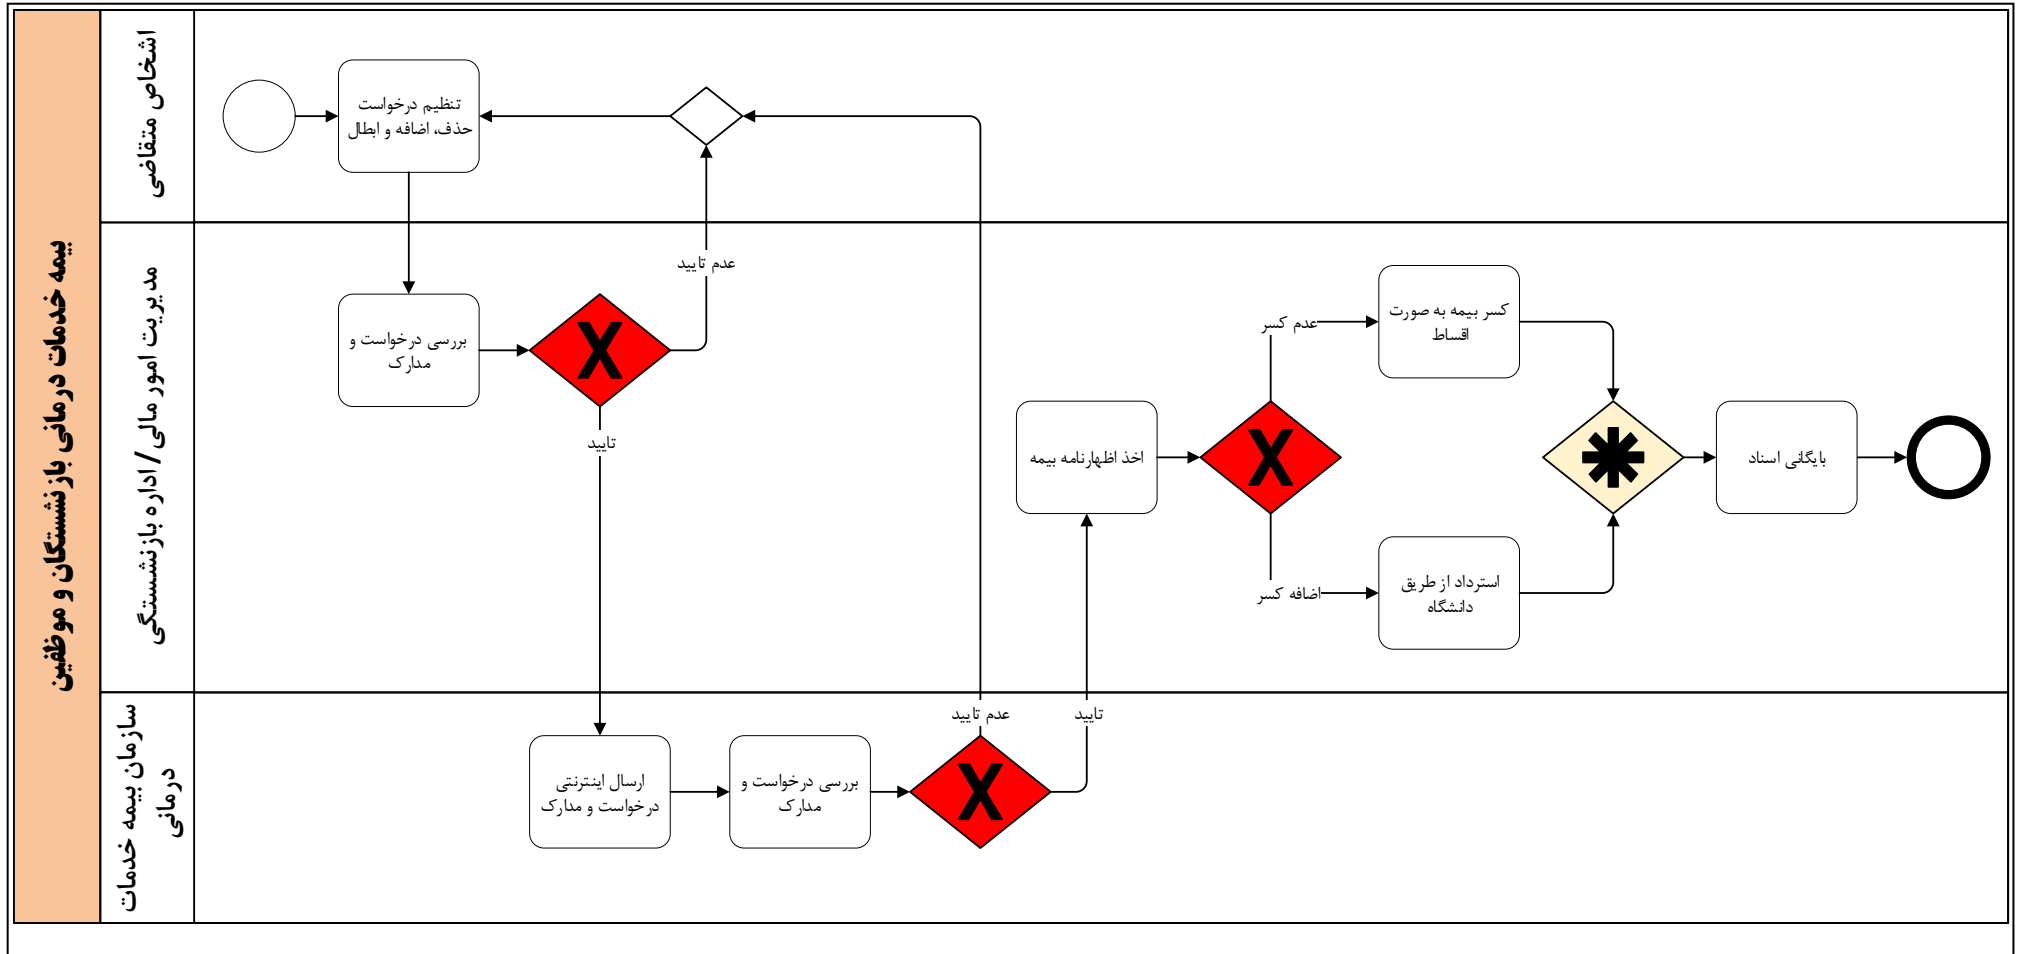 بیمه خدمات درمانی بازنشستگان و موظفین
اشخاص متقاضی
تنظیم درخواست
حذف، اضافه و ابطال
مدیریت امور مالی/ اداره بازنشستگی
بررسی درخواست و
مدارک
عدم تایید
تایید
اخذ اظهارنامه بیمه
عدم کسر
کسر بیمه به صورت
اقساط
اضافه کسر
استرداد از طریق
دانشگاه
بایگانی اسناد
سازمان بیمه خدمات
درمانی
ارسال اینترنتی
درخواست و مدارک
بررسی درخواست و
مدارک
عدم تایید
تایید